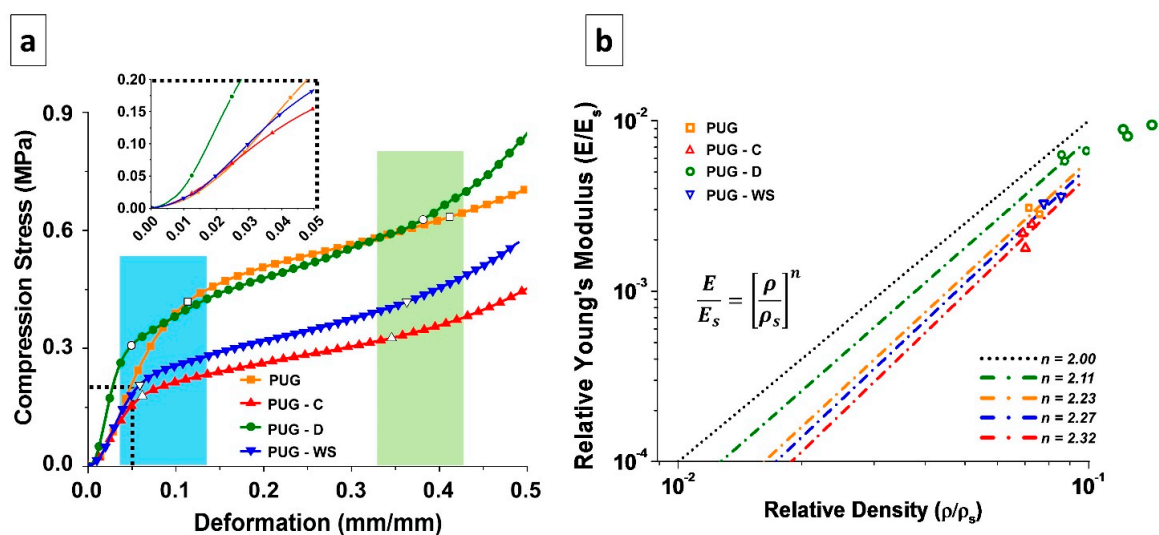 a
b
0.20
0.15
0.10
0.05
0.00
0.00
0.01
0.02
0.03
0.04
0.05
0.9
0.6
0.3
0.0
0.0
0.1
0.2
0.3
0.4
0.5
Compression Stress (MPa)
Deformation (mm/mm)
PUG
PUG - C
PUG - D
PUG - WS
Relative Young's Modulus (E/Eₛ)
10⁻²
10⁻³
10⁻⁴
PUG
PUG - C
PUG - D
PUG - WS
E/Eₛ = [ρ/ρₛ]ⁿ
n = 2.00
n = 2.11
n = 2.23
n = 2.27
n = 2.32
10⁻²
10⁻¹
Relative Density (ρ/ρₛ)